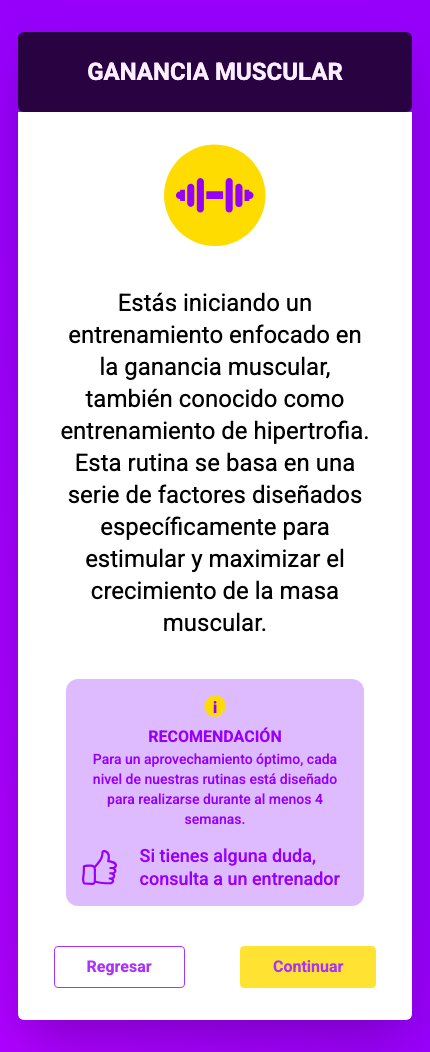 GANANCIA MUSCULAR
Estás iniciando un
entrenamiento enfocado en
la ganancia muscular,
también conocido como
entrenamiento de hipertrofia.
Esta rutina se basa en una
serie de factores diseñados
específicamente para
estimular y maximizar el
crecimiento de la masa
muscular.
i
RECOMENDACIÓN
Para un aprovechamiento óptimo, cada
nivel de nuestras rutinas está diseñado
para realizarse durante al menos 4
semanas.
Si tienes alguna duda,
consulta a un entrenador
Regresar
Continuar